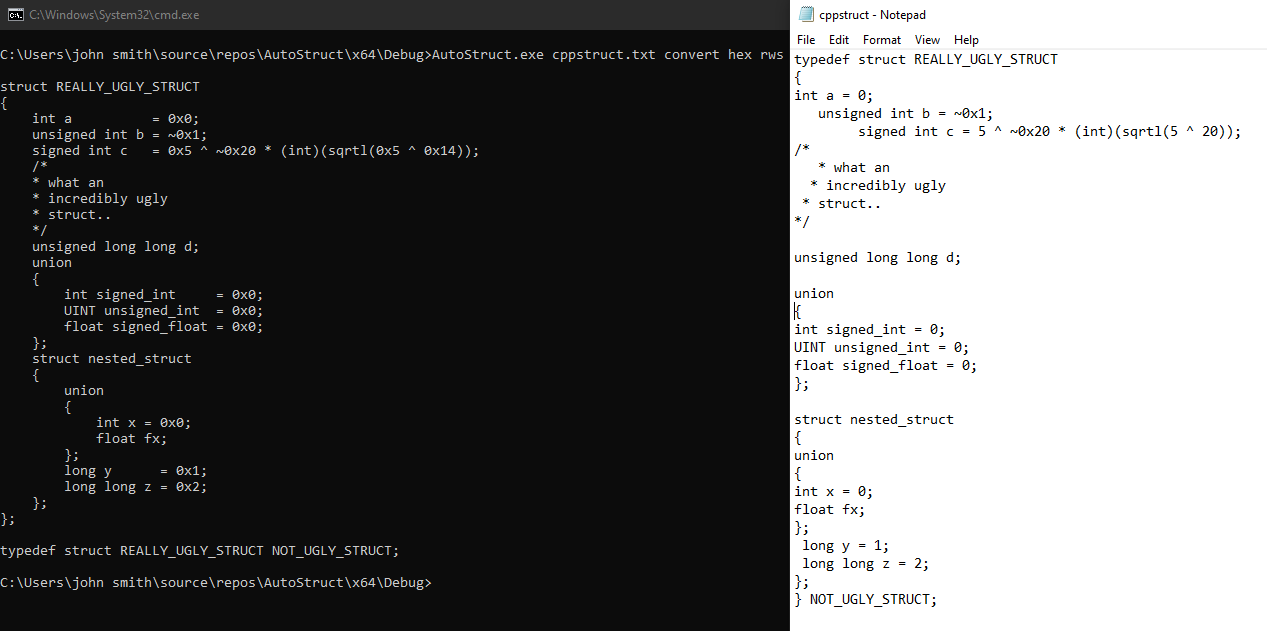 C:\Windows\System32\cmd.exe
C:\Users\john smith\source\repos\AutoStruct\x64\Debug>AutoStruct.exe cppstruct.txt convert hex rws
struct REALLY_UGLY_STRUCT
{
    int a          = 0x0;
    unsigned int b = ~0x1;
    signed int c   = 0x5 ^ ~0x20 * (int)(sqrtl(0x5 ^ 0x14));
    /*
    * what an
    * incredibly ugly
    * struct..
    */
    unsigned long long d;
    union
    {
        int signed_int     = 0x0;
        UINT unsigned_int  = 0x0;
        float signed_float = 0x0;
    };
    struct nested_struct
    {
        union
        {
            int x = 0x0;
            float fx;
        };
        long y      = 0x1;
        long long z = 0x2;
    };
};
typedef struct REALLY_UGLY_STRUCT NOT_UGLY_STRUCT;
C:\Users\john smith\source\repos\AutoStruct\x64\Debug>
cppstruct - Notepad
File Edit Format View Help
typedef struct REALLY_UGLY_STRUCT
{
int a = 0;
   unsigned int b = ~0x1;
        signed int c = 5 ^ ~0x20 * (int)(sqrtl(5 ^ 20));
/*
   * what an
  * incredibly ugly
 * struct..
*/
unsigned long long d;
union
{
int signed_int = 0;
UINT unsigned_int = 0;
float signed_float = 0;
};
struct nested_struct
{
union
{
int x = 0;
float fx;
};
 long y = 1;
 long long z = 2;
};
} NOT_UGLY_STRUCT;